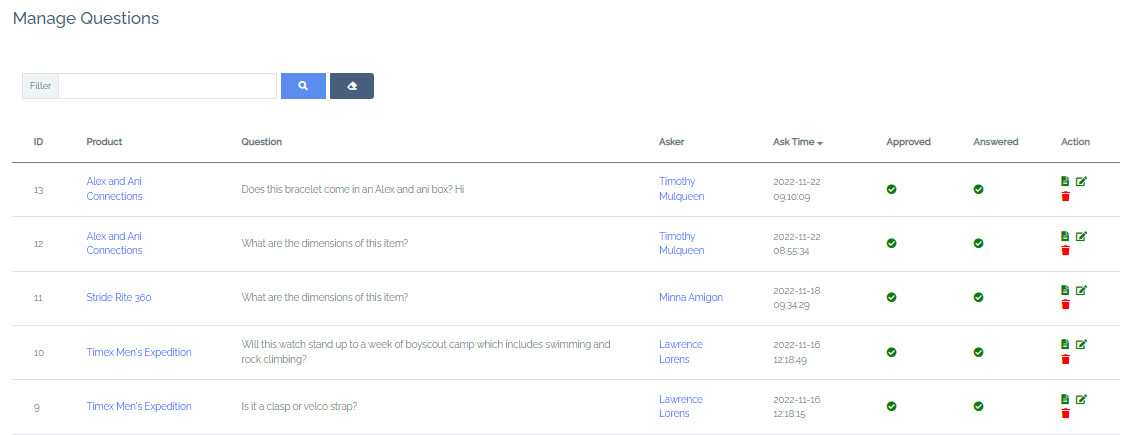 Manage Questions
Filter
ID Product Question Asker Ask Time Approved Answered Action
13 Alex and Ani Connections Does this bracelet come in an Alex and ani box? Hi Timothy Mulqueen 2022-11-22 09:10:09
12 Alex and Ani Connections What are the dimensions of this item? Timothy Mulqueen 2022-11-22 08:55:34
11 Stride Rite 360 What are the dimensions of this item? Minna Amigon 2022-11-18 09:34:29
10 Timex Men's Expedition Will this watch stand up to a week of boyscout camp which includes swimming and rock climbing? Lawrence Lorens 2022-11-16 12:18:49
9 Timex Men's Expedition Is it a clasp or velco strap? Lawrence Lorens 2022-11-16 12:18:15